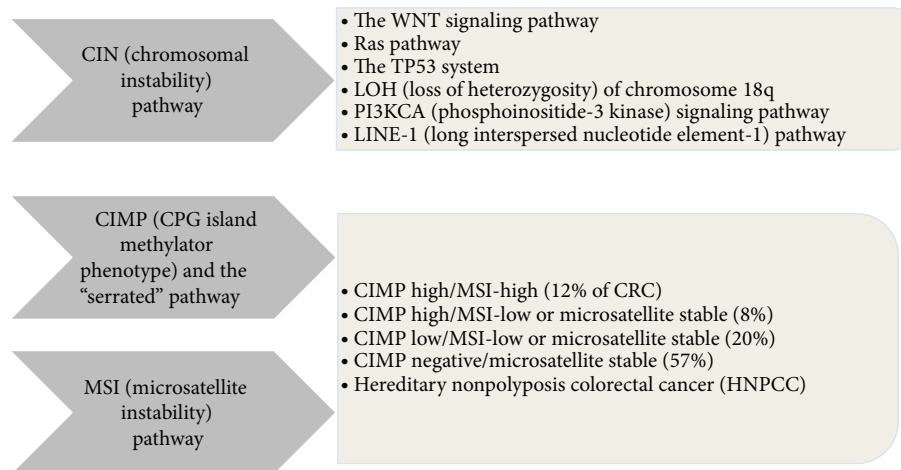 CIN (chromosomal
instability)
pathway
• The WNT signaling pathway
• Ras pathway
• The TP53 system
• LOH (loss of heterozygosity) of chromosome 18q
• PI3KCA (phosphoinositide-3 kinase) signaling pathway
• LINE-1 (long interspersed nucleotide element-1) pathway
CIMP (CPG island
methylator
phenotype) and the
“serrated” pathway
MSI (microsatellite
instability)
pathway
• CIMP high/MSI-high (12% of CRC)
• CIMP high/MSI-low or microsatellite stable (8%)
• CIMP low/MSI-low or microsatellite stable (20%)
• CIMP negative/microsatellite stable (57%)
• Hereditary nonpolyposis colorectal cancer (HNPCC)